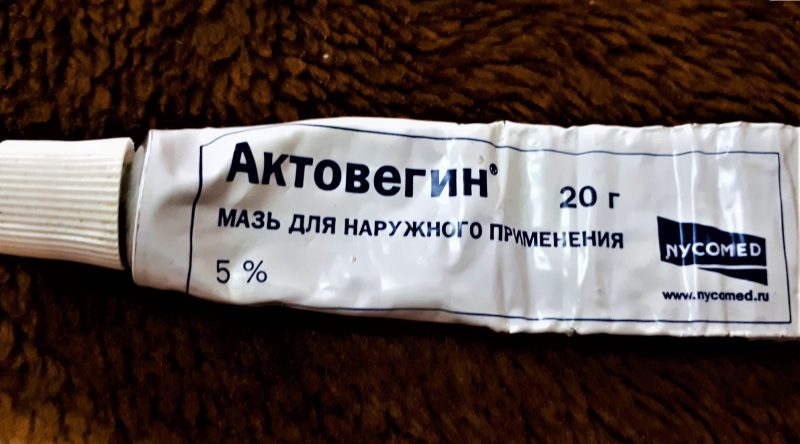 Актовегин®
20 г
МАЗЬ ДЛЯ НАРУЖНОГО ПРИМЕНЕНИЯ
5 %
NYCOMED
www.nycomed.ru